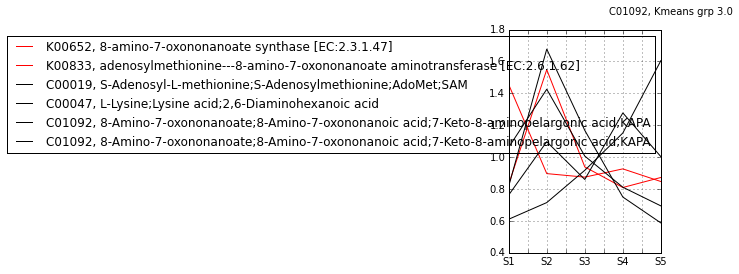 C01092, Kmeans grp 3.0
K00652, 8-amino-7-oxononanoate synthase [EC:2.3.1.47]
K00833, adenosylmethionine---8-amino-7-oxononanoate aminotransferase [EC:2.6.1.62]
C00019, S-Adenosyl-L-methionine;S-Adenosylmethionine;AdoMet;SAM
C00047, L-Lysine;Lysine acid;2,6-Diaminohexanoic acid
C01092, 8-Amino-7-oxononanoate;8-Amino-7-oxononanoic acid;7-Keto-8-aminopelargonic acid;KAPA
C01092, 8-Amino-7-oxononanoate;8-Amino-7-oxononanoic acid;7-Keto-8-aminopelargonic acid;KAPA
1.8
1.6
1.4
1.2
1.0
0.8
0.6
0.4
S1 S2 S3 S4 S5